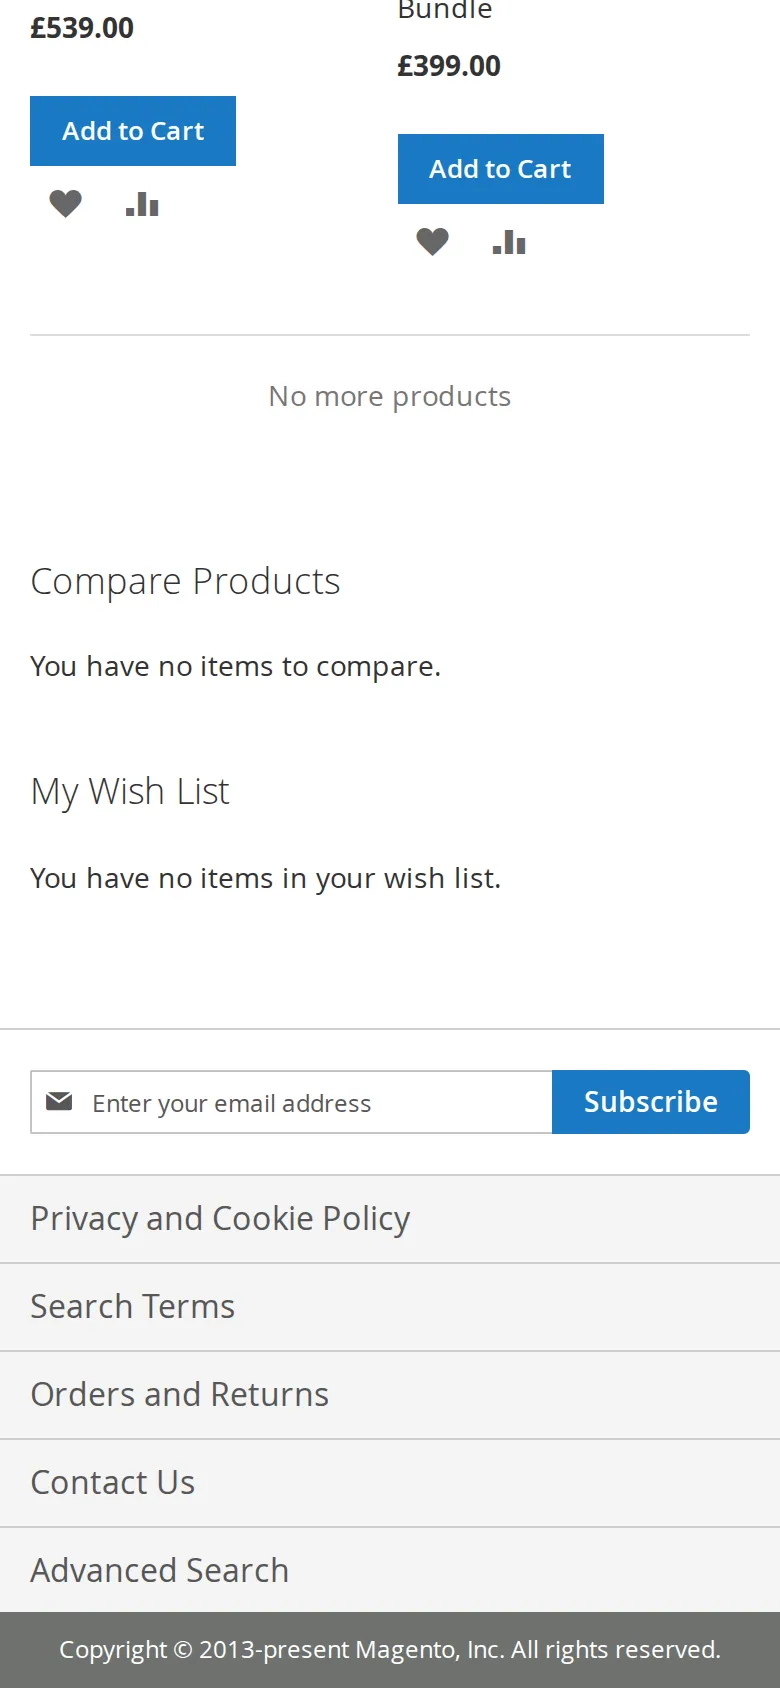 £539.00
Add to Cart
Bundle
£399.00
Add to Cart
No more products
Compare Products
You have no items to compare.
My Wish List
You have no items in your wish list.
Enter your email address
Subscribe
Privacy and Cookie Policy
Search Terms
Orders and Returns
Contact Us
Advanced Search
Copyright © 2013-present Magento, Inc. All rights reserved.